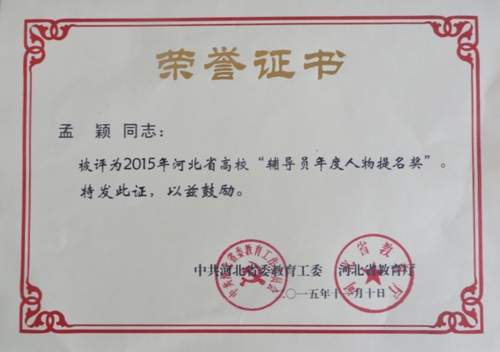 荣誉证书
孟 颖 同志：
被评为2015年河北省高校“辅导员年度人物提名奖”。
特发此证，以兹鼓励。
中共河北省委教育工委 河北省教育厅
二〇一五年十一月十日